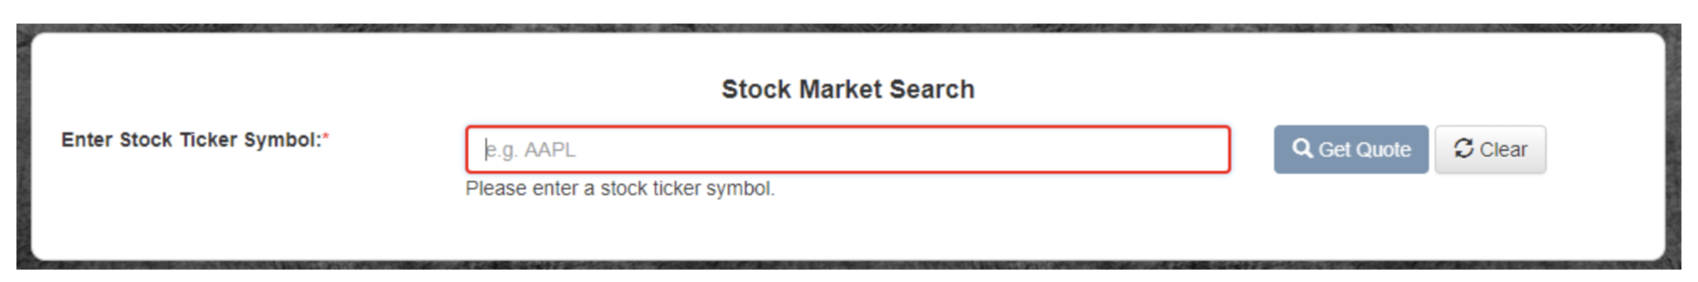 Stock Market Search
Enter Stock Ticker Symbol:*
e.g. AAPL
Get Quote
Clear
Please enter a stock ticker symbol.